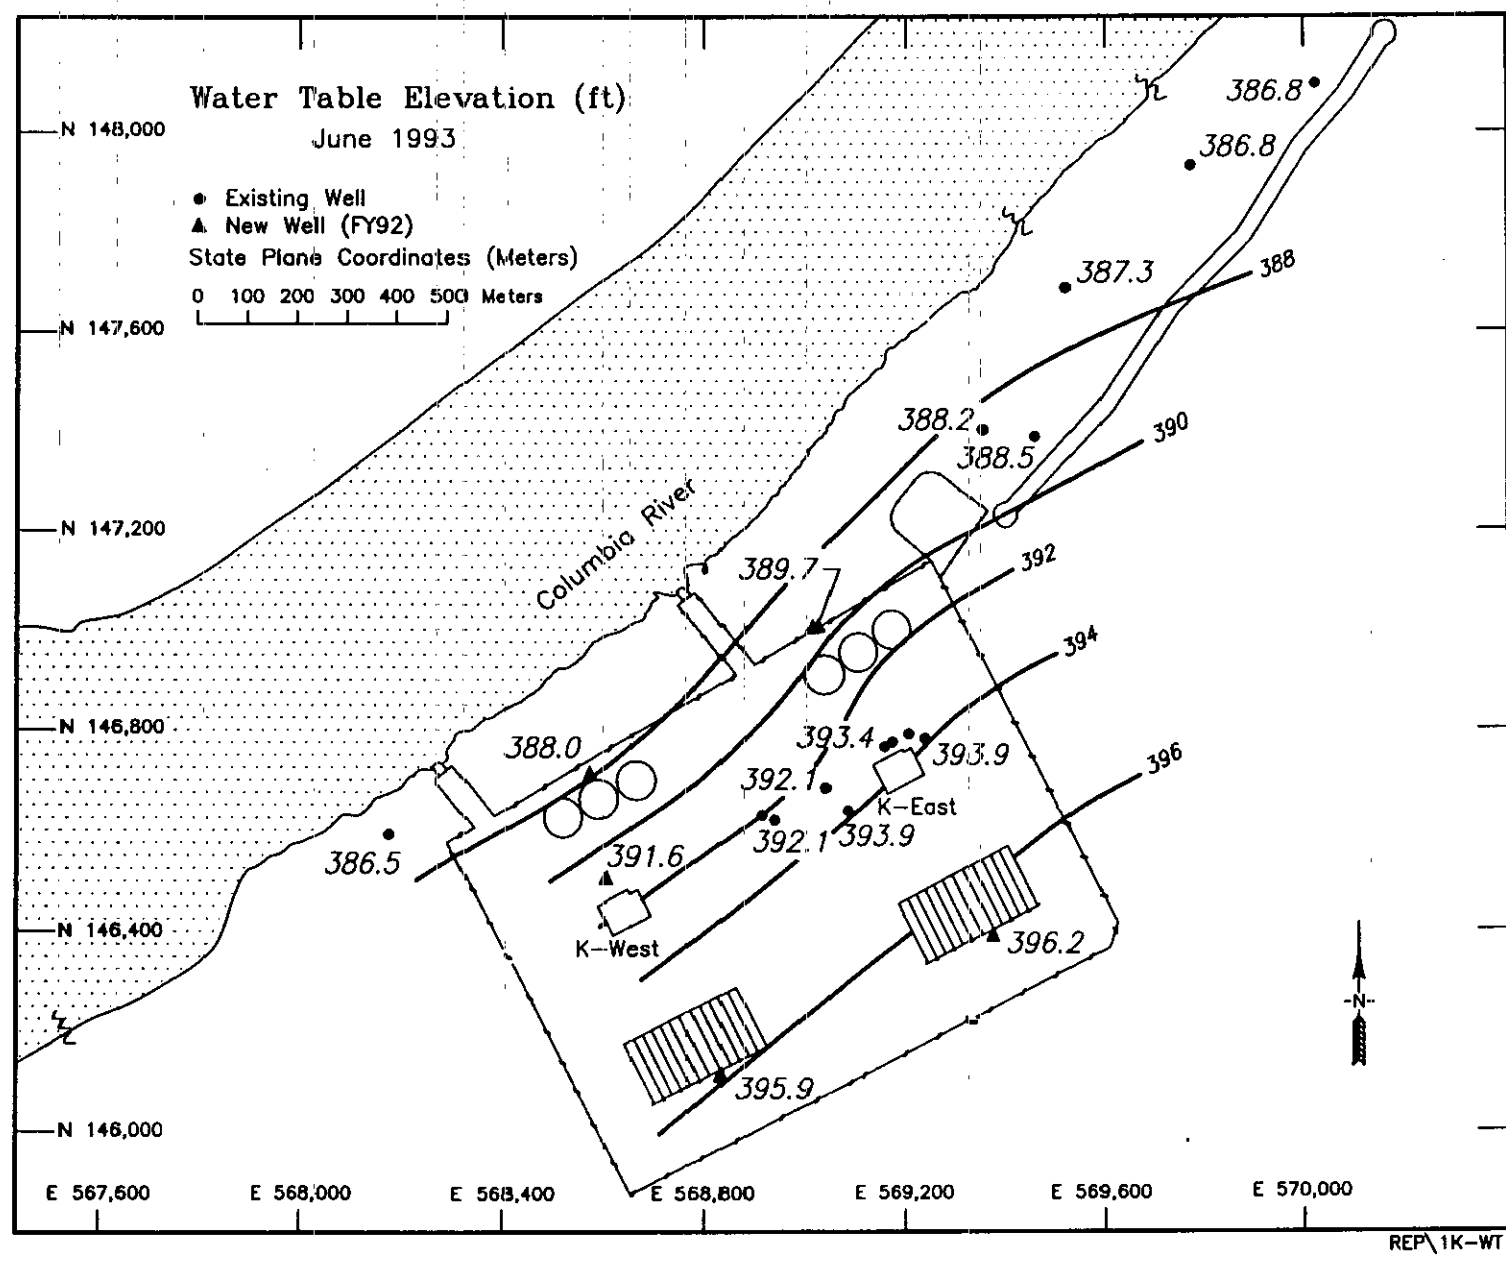 Water Table Elevation (ft)
June 1993
● Existing Well
▲ New Well (FY92)
State Plane Coordinates (Meters)
0 100 200 300 400 500 Meters
N 148,000
N 147,600
N 147,200
N 146,800
N 146,400
N 146,000
386.8
386.8
387.3
388
388.2
388.5
390
Columbia River
389.7
392
394
388.0
393.4
393.9
396
392.1
K-East
392.1
393.9
386.5
391.6
K-West
396.2
-N-
395.9
E 567,600 E 568,000 E 568,400 E 568,800 E 569,200 E 569,600 E 570,000
REP\1K-WT